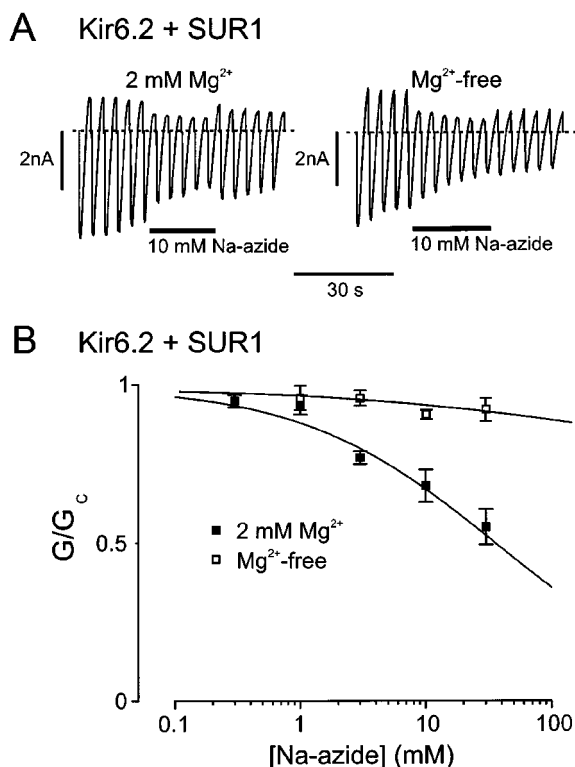 A Kir6.2 + SUR1
2 mM Mg²⁺
Mg²⁺-free
2nA
2nA
10 mM Na-azide
10 mM Na-azide
30 s
B Kir6.2 + SUR1
1
0.5
0
G/G_C
2 mM Mg²⁺
Mg²⁺-free
0.1 1 10 100
[Na-azide] (mM)